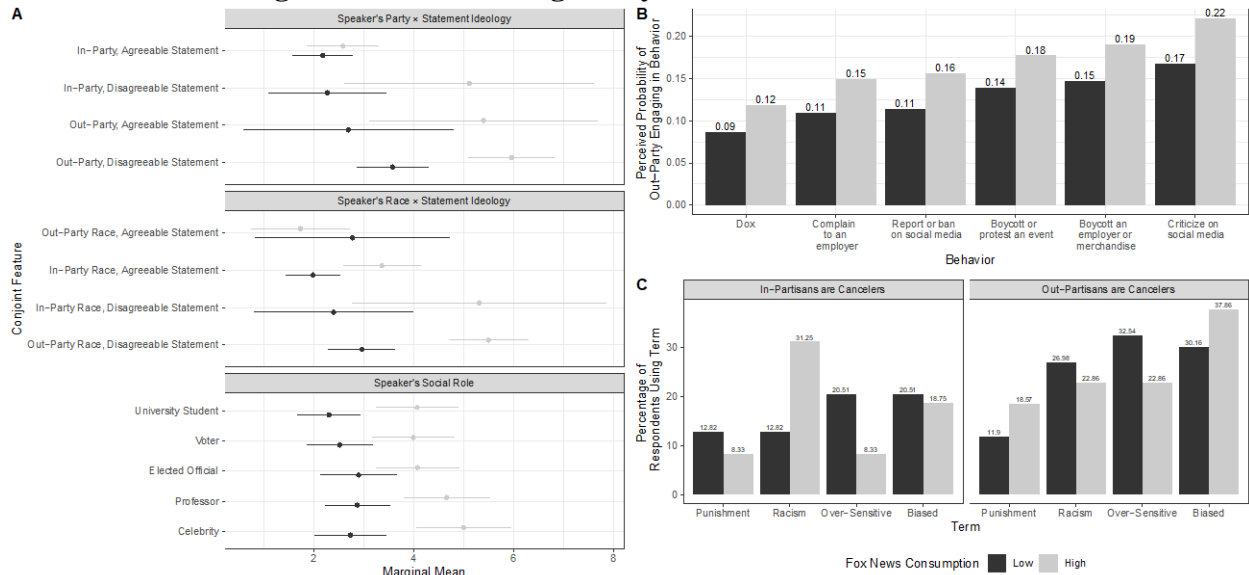 A
Speaker's Party × Statement Ideology
In−Party, Agreeable Statement
In−Party, Disagreeable Statement
Out−Party, Agreeable Statement
Out−Party, Disagreeable Statement
Speaker's Race × Statement Ideology
Out−Party Race, Agreeable Statement
In−Party Race, Agreeable Statement
In−Party Race, Disagreeable Statement
Out−Party Race, Disagreeable Statement
Speaker's Social Role
University Student
Voter
Elected Official
Professor
Celebrity
2 4 6 8
Marginal Mean
Conjoint Feature
B
Perceived Probability of
Out−Party Engaging in Behavior
0.20
0.15
0.10
0.05
0.00
0.09 0.12 0.11 0.15 0.11 0.16 0.14 0.18 0.15 0.19 0.17 0.22
Dox
Complain
to an
employer
Report or ban
on social media
Boycott or
protest an event
Boycott an
employer or
merchandise
Criticize on
social media
Behavior
C
In−Partisans are Cancelers
Out−Partisans are Cancelers
Percentage of
Respondents Using Term
30
20
10
0
12.82 8.33 12.82 31.25 20.51 8.33 20.51 18.75
11.9 18.57 26.98 22.86 32.54 22.86 30.16 37.86
Punishment Racism Over−Sensitive Biased
Punishment Racism Over−Sensitive Biased
Term
Fox News Consumption Low High